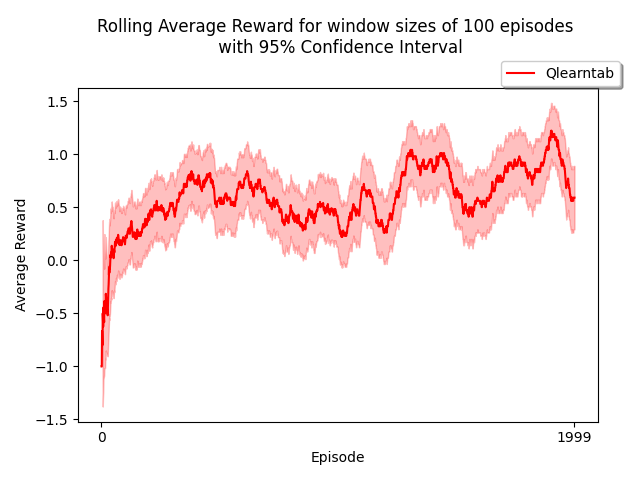 Rolling Average Reward for window sizes of 100 episodes
with 95% Confidence Interval
Qlearntab
1.5
1.0
0.5
0.0
−0.5
−1.0
−1.5
Average Reward
0
1999
Episode